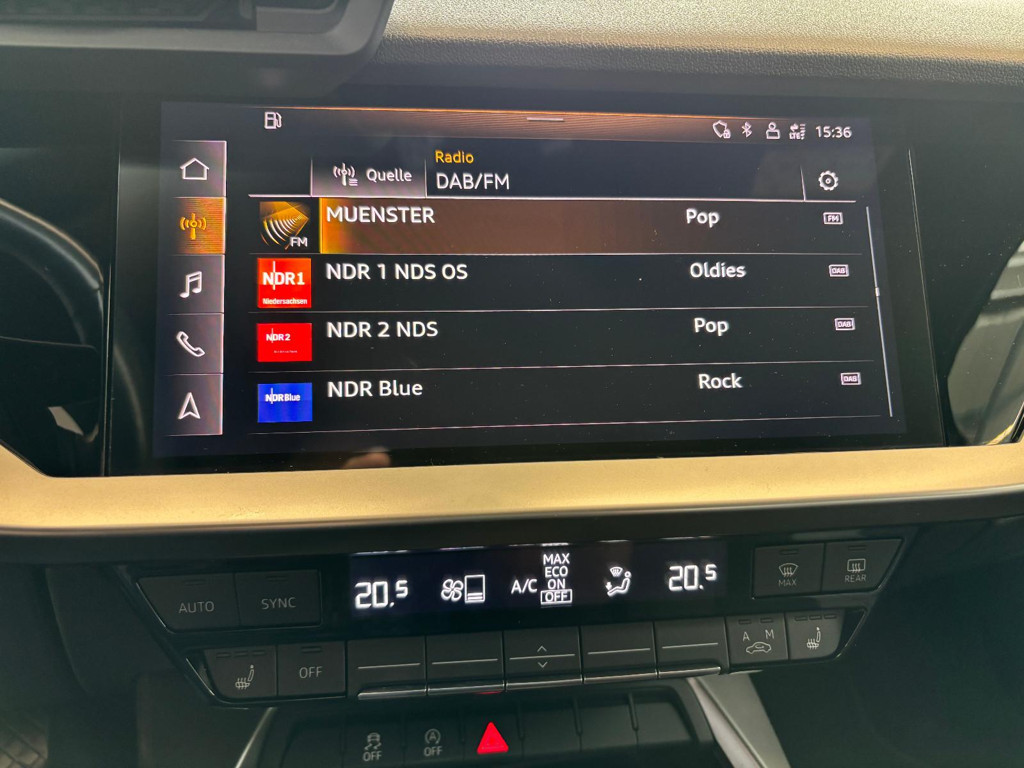 LTE
15:36
Radio
Quelle
DAB/FM
FM
MUENSTER
Pop
FM
NDR1
Niedersachsen
NDR 1 NDS OS
Oldies
DAB
NDR 2
NDR 2 NDS
Pop
DAB
NDR Blue
NDR Blue
Rock
DAB
20.5
A/C
MAX
ECO
ON
OFF
20.5
MAX
REAR
AUTO
SYNC
OFF
A M
OFF
OFF